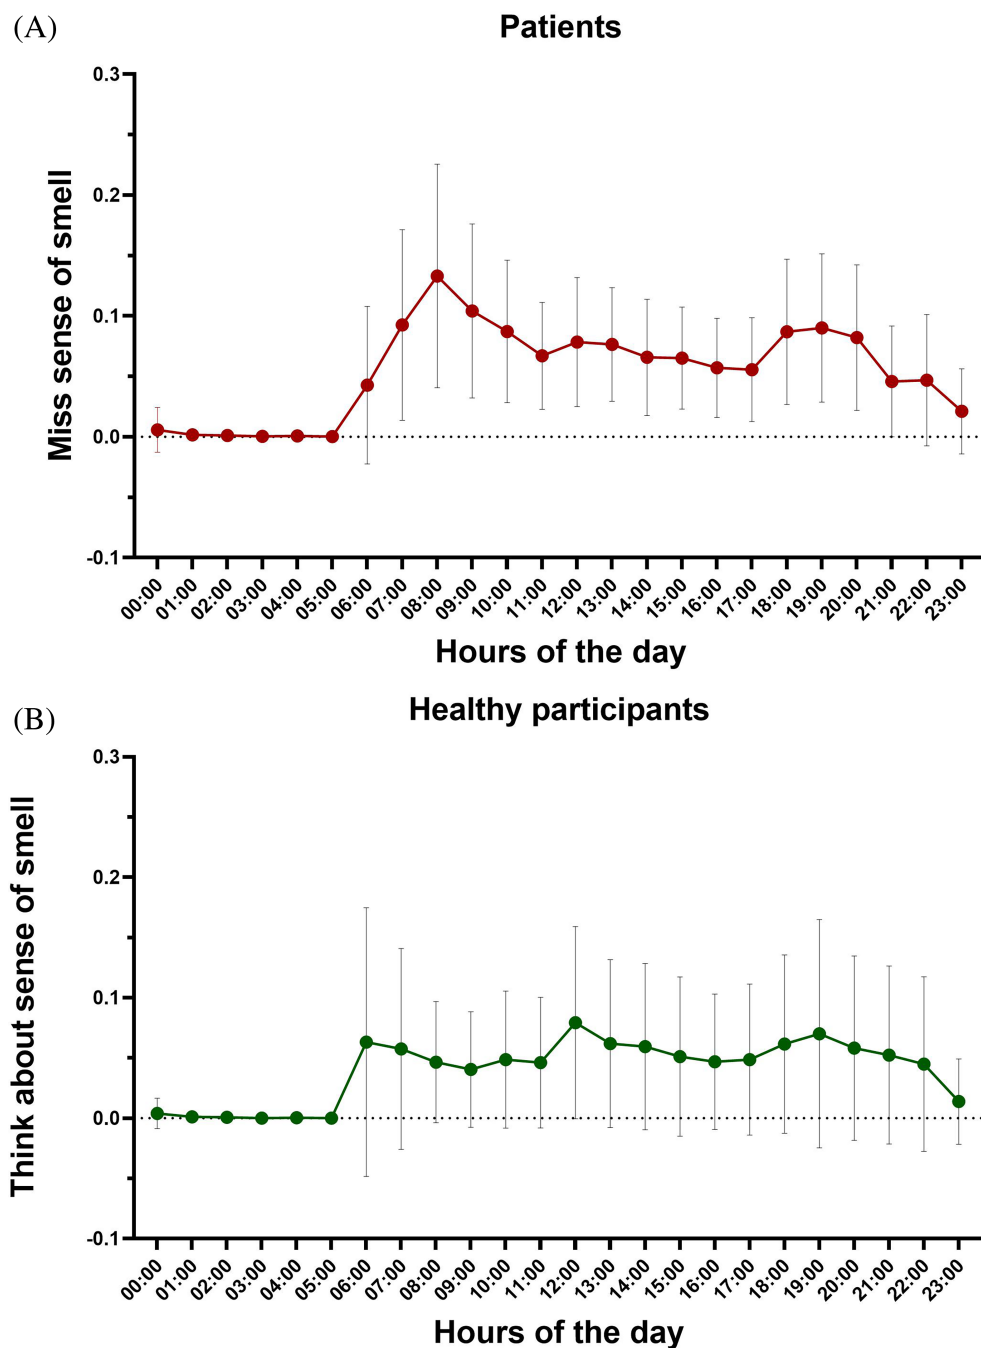 (A)
Patients
Miss sense of smell
0.3
0.2
0.1
0.0
-0.1
00:00 01:00 02:00 03:00 04:00 05:00 06:00 07:00 08:00 09:00 10:00 11:00 12:00 13:00 14:00 15:00 16:00 17:00 18:00 19:00 20:00 21:00 22:00 23:00
Hours of the day
(B)
Healthy participants
Think about sense of smell
0.3
0.2
0.1
0.0
-0.1
00:00 01:00 02:00 03:00 04:00 05:00 06:00 07:00 08:00 09:00 10:00 11:00 12:00 13:00 14:00 15:00 16:00 17:00 18:00 19:00 20:00 21:00 22:00 23:00
Hours of the day